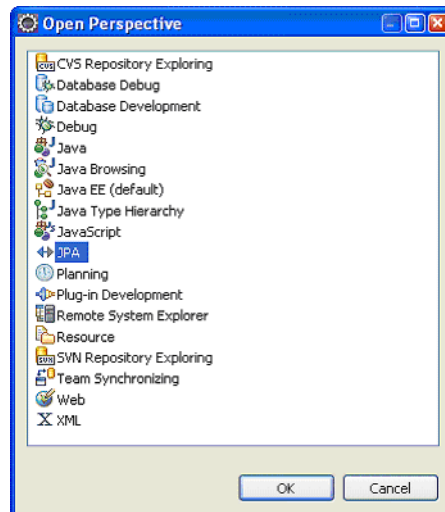 Open Perspective
CVS CVS Repository Exploring
Database Debug
Database Development
Debug
Java
Java Browsing
Java EE (default)
Java Type Hierarchy
JavaScript
JPA
Planning
Plug-in Development
Remote System Explorer
Resource
SVN SVN Repository Exploring
Team Synchronizing
Web
X XML
OK Cancel